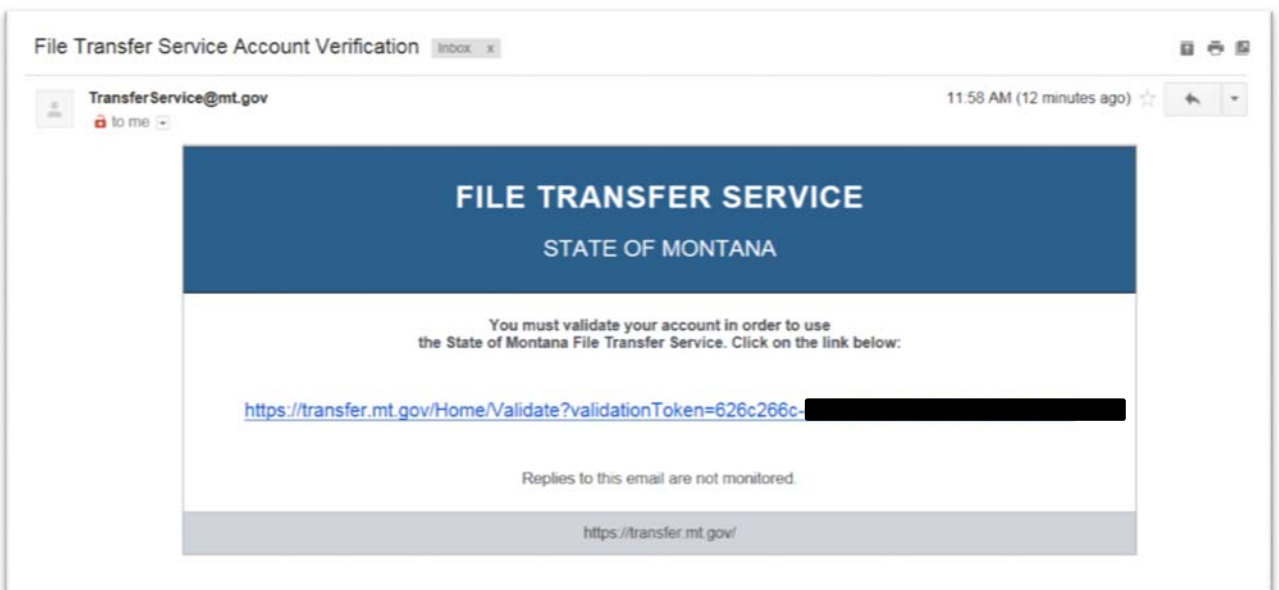 File Transfer Service Account Verification Inbox x
TransferService@mt.gov 11:58 AM (12 minutes ago)
to me
FILE TRANSFER SERVICE
STATE OF MONTANA
You must validate your account in order to use
the State of Montana File Transfer Service. Click on the link below:
https://transfer.mt.gov/Home/Validate?validationToken=626c266c-
Replies to this email are not monitored.
https://transfer.mt.gov/